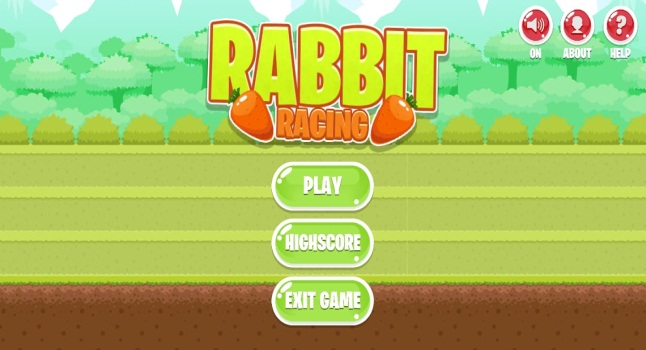 RABBIT
RACING
ON
ABOUT
HELP
PLAY
HIGHSCORE
EXIT GAME